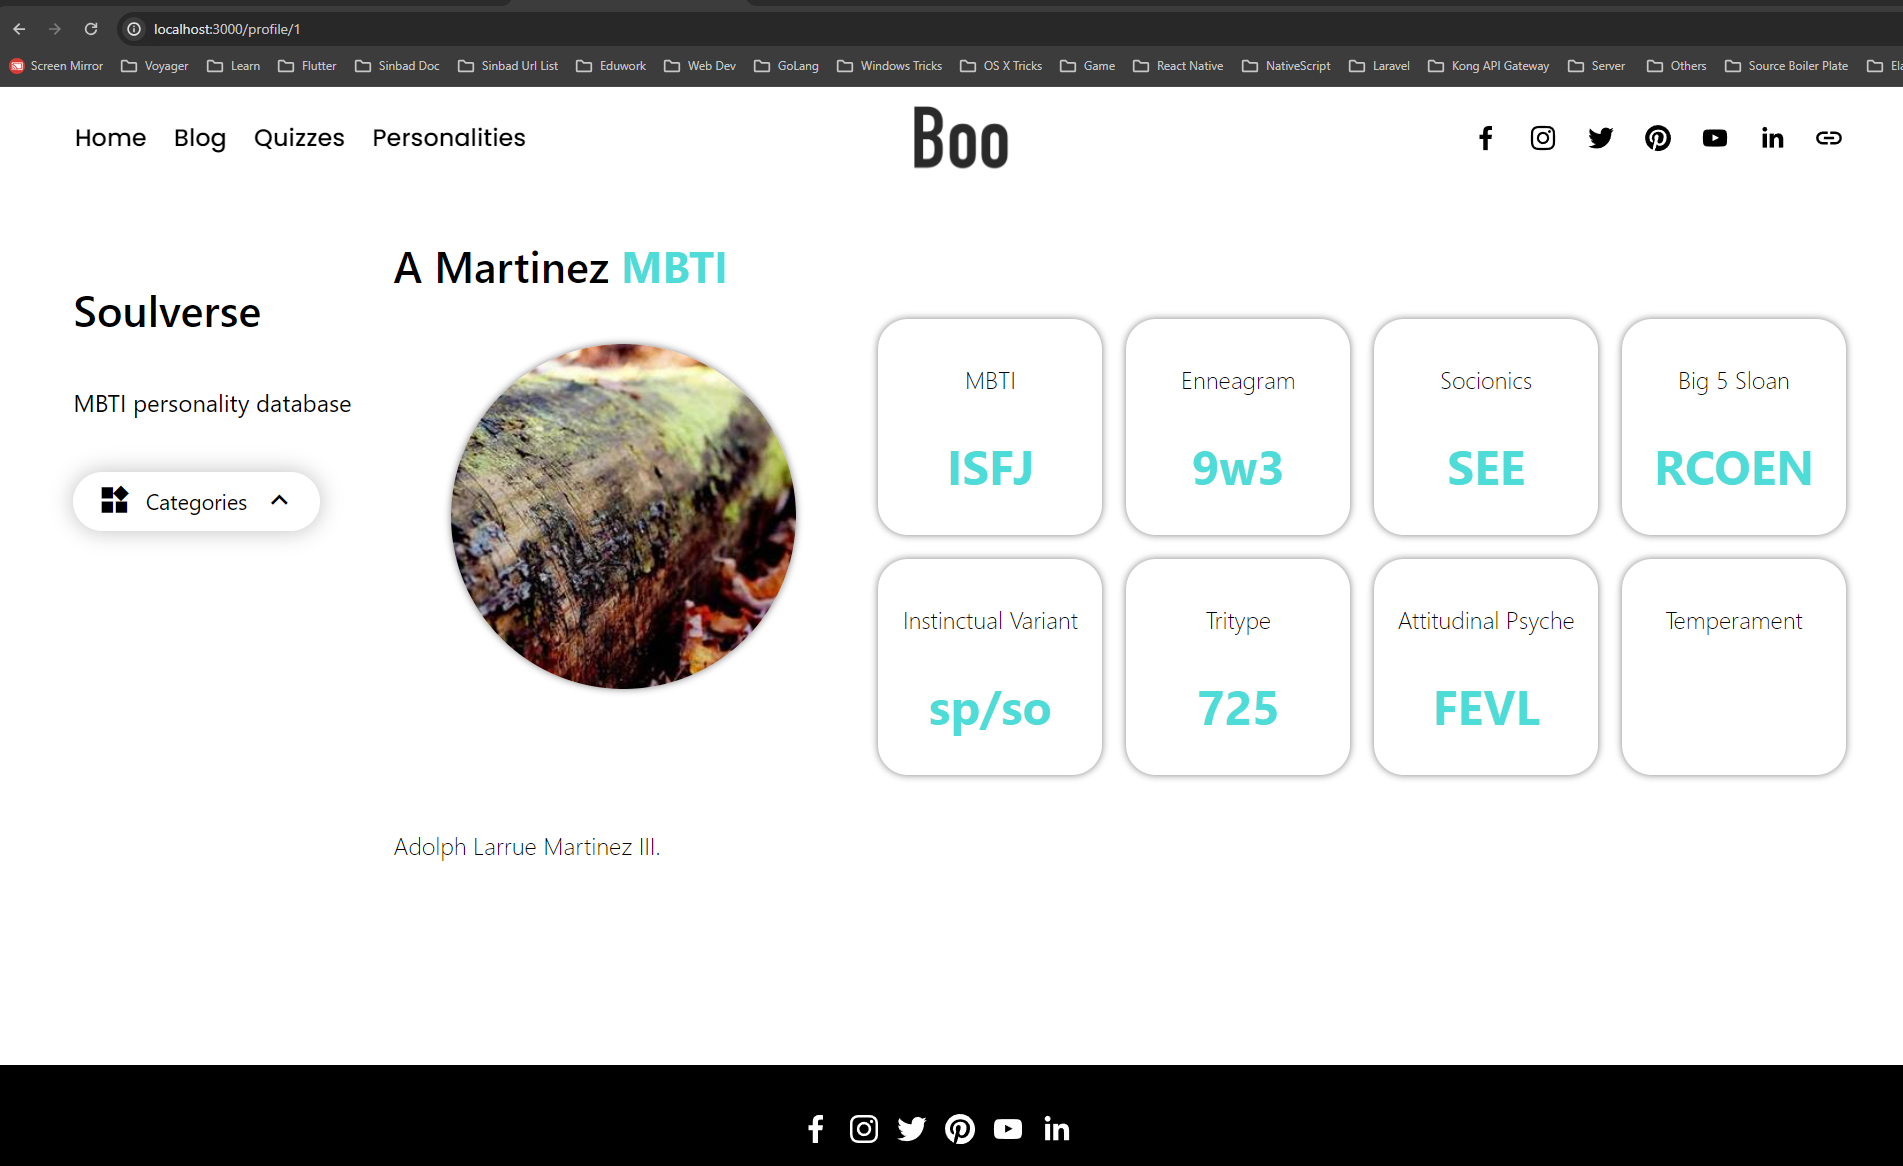 localhost:3000/profile/1
Screen Mirror Voyager Learn Flutter Sinbad Doc Sinbad Url List Eduwork Web Dev GoLang Windows Tricks OS X Tricks Game React Native NativeScript Laravel Kong API Gateway Server Others Source Boiler Plate Ela
Home Blog Quizzes Personalities
Boo
Soulverse
MBTI personality database
Categories
A Martinez MBTI
MBTI
ISFJ
Enneagram
9w3
Socionics
SEE
Big 5 Sloan
RCOEN
Instinctual Variant
sp/so
Tritype
725
Attitudinal Psyche
FEVL
Temperament
Adolph Larrue Martinez III.